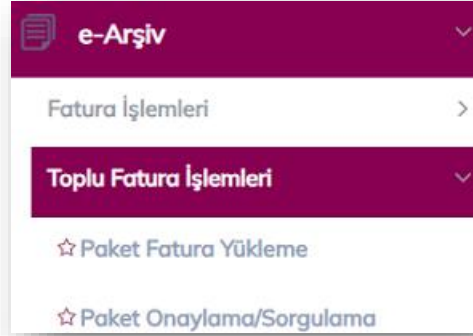 e-Arşiv
Fatura İşlemleri
Toplu Fatura İşlemleri
Paket Fatura Yükleme
Paket Onaylama/Sorgulama